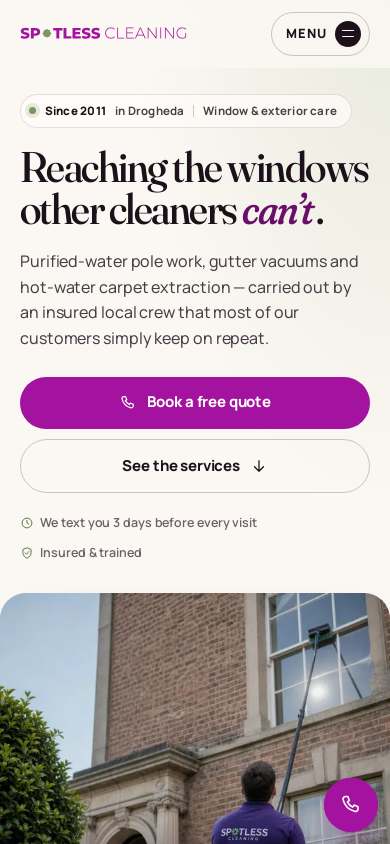 SPOTLESS CLEANING
MENU
Since 2011 in Drogheda | Window & exterior care
Reaching the windows
other cleaners can't.
Purified-water pole work, gutter vacuums and
hot-water carpet extraction — carried out by
an insured local crew that most of our
customers simply keep on repeat.
Book a free quote
See the services ↓
We text you 3 days before every visit
Insured & trained
SPOTLESS
CLEANING